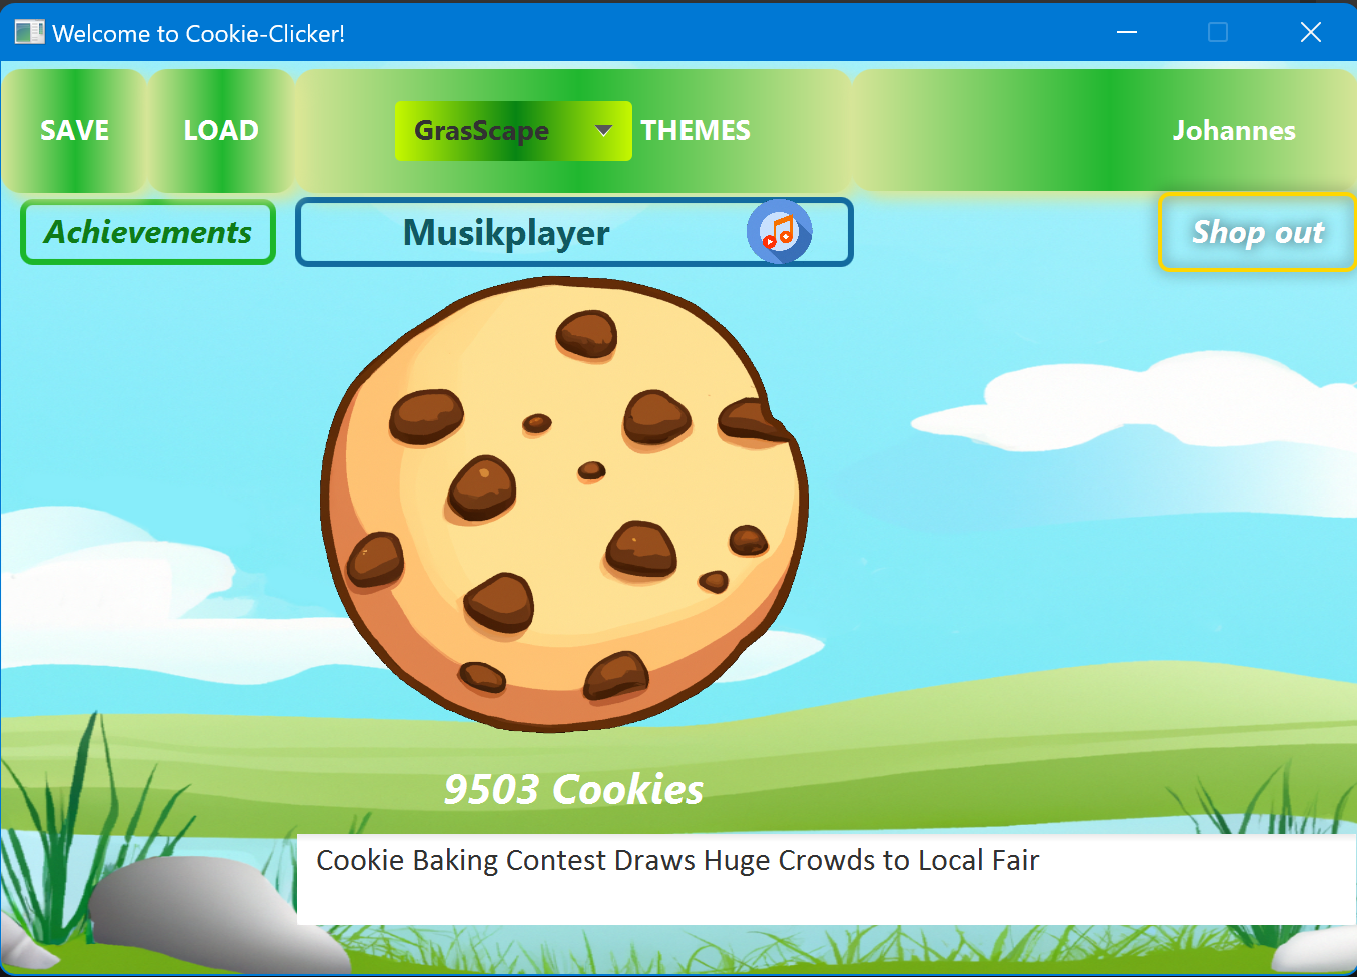 Welcome to Cookie-Clicker!
SAVE
LOAD
GrasScape
THEMES
Johannes
Achievements
Musikplayer
Shop out
9503 Cookies
Cookie Baking Contest Draws Huge Crowds to Local Fair